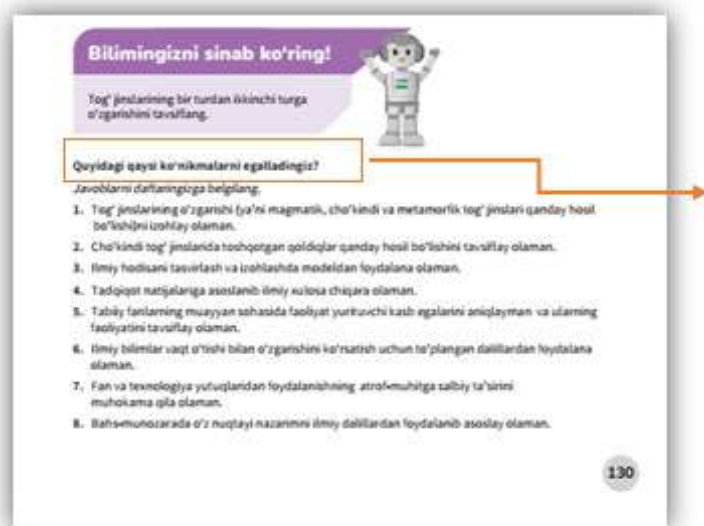 Bilimingizni sinab ko'ring!
Tog' jinslarining bir turdan ikkinchi turga
o'zgarishini tavsiflang.
Quyidagi qaysi ko'nikmalarni egalladingiz?
Javoblarni daftaringizga belgilang.
1. Tog' jinslarining o'zgarishi (ya'ni magmatik, cho'kindi va metamorfik tog' jinslari qanday hosil
bo'lishi)ni izohlay olaman.
2. Cho'kindi tog' jinslarida toshqotgan qoldiqlar qanday hosil bo'lishini tavsiflay olaman.
3. Ilmiy hodisani tasvirlash va izohlashda modeldan foydalana olaman.
4. Tadqiqot natijalariga asoslanib ilmiy xulosa chiqara olaman.
5. Tabiiy fanlarning muayyan sohasida faoliyat yurituvchi kasb egalarini aniqlayman va ularning
faoliyatini tavsiflay olaman.
6. Ilmiy bilimlar vaqt o'tishi bilan o'zgarishini ko'rsatish uchun to'plangan dalillardan foydalana
olaman.
7. Fan va texnologiya yutuqlaridan foydalanishning atrof-muhitga salbiy ta'sirini
muhokama qila olaman.
8. Bahs-munozarada o'z nuqtayi nazarimni ilmiy dalillardan foydalanib asoslay olaman.
130